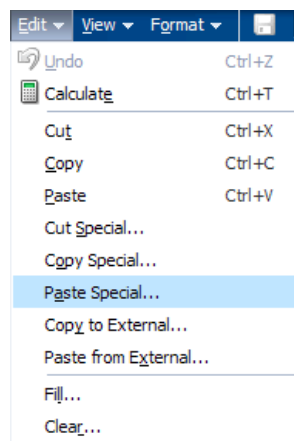 Edit View Format
Undo Ctrl+Z
Calculate Ctrl+T
Cut Ctrl+X
Copy Ctrl+C
Paste Ctrl+V
Cut Special...
Copy Special...
Paste Special...
Copy to External...
Paste from External...
Fill...
Clear...